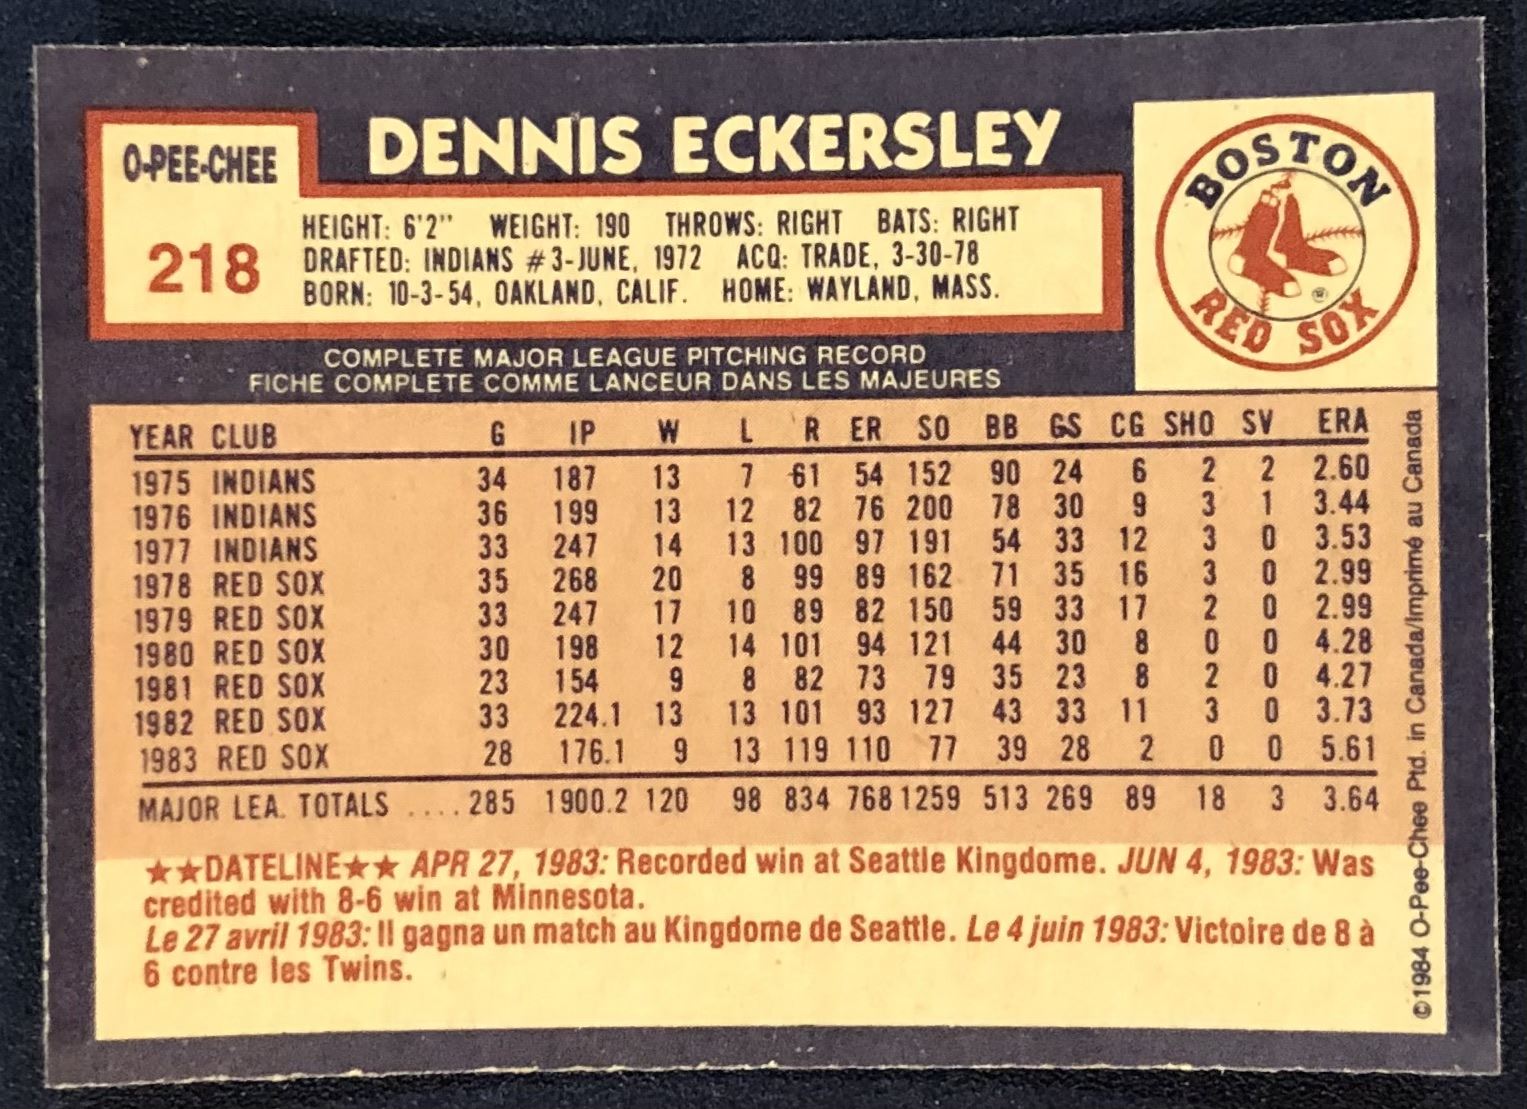 O-PEE-CHEE
218
DENNIS ECKERSLEY
HEIGHT: 6'2" WEIGHT: 190 THROWS: RIGHT BATS: RIGHT
DRAFTED: INDIANS #3-JUNE, 1972 ACQ: TRADE, 3-30-78
BORN: 10-3-54, OAKLAND, CALIF. HOME: WAYLAND, MASS.
BOSTON
RED SOX
®
COMPLETE MAJOR LEAGUE PITCHING RECORD
FICHE COMPLETE COMME LANCEUR DANS LES MAJEURES
YEAR CLUB G IP W L R ER SO BB GS CG SHO SV ERA
1975 INDIANS 34 187 13 7 61 54 152 90 24 6 2 2 2.60
1976 INDIANS 36 199 13 12 82 76 200 78 30 9 3 1 3.44
1977 INDIANS 33 247 14 13 100 97 191 54 33 12 3 0 3.53
1978 RED SOX 35 268 20 8 99 89 162 71 35 16 3 0 2.99
1979 RED SOX 33 247 17 10 89 82 150 59 33 17 2 0 2.99
1980 RED SOX 30 198 12 14 101 94 121 44 30 8 0 0 4.28
1981 RED SOX 23 154 9 8 82 73 79 35 23 8 2 0 4.27
1982 RED SOX 33 224.1 13 13 101 93 127 43 33 11 3 0 3.73
1983 RED SOX 28 176.1 9 13 119 110 77 39 28 2 0 0 5.61
MAJOR LEA. TOTALS .... 285 1900.2 120 98 834 768 1259 513 269 89 18 3 3.64
★★DATELINE★★ APR 27, 1983: Recorded win at Seattle Kingdome. JUN 4, 1983: Was
credited with 8-6 win at Minnesota.
Le 27 avril 1983: Il gagna un match au Kingdome de Seattle. Le 4 juin 1983: Victoire de 8 à
6 contre les Twins.
©1984 O-Pee-Chee Ptd. in Canada/Imprimé au Canada